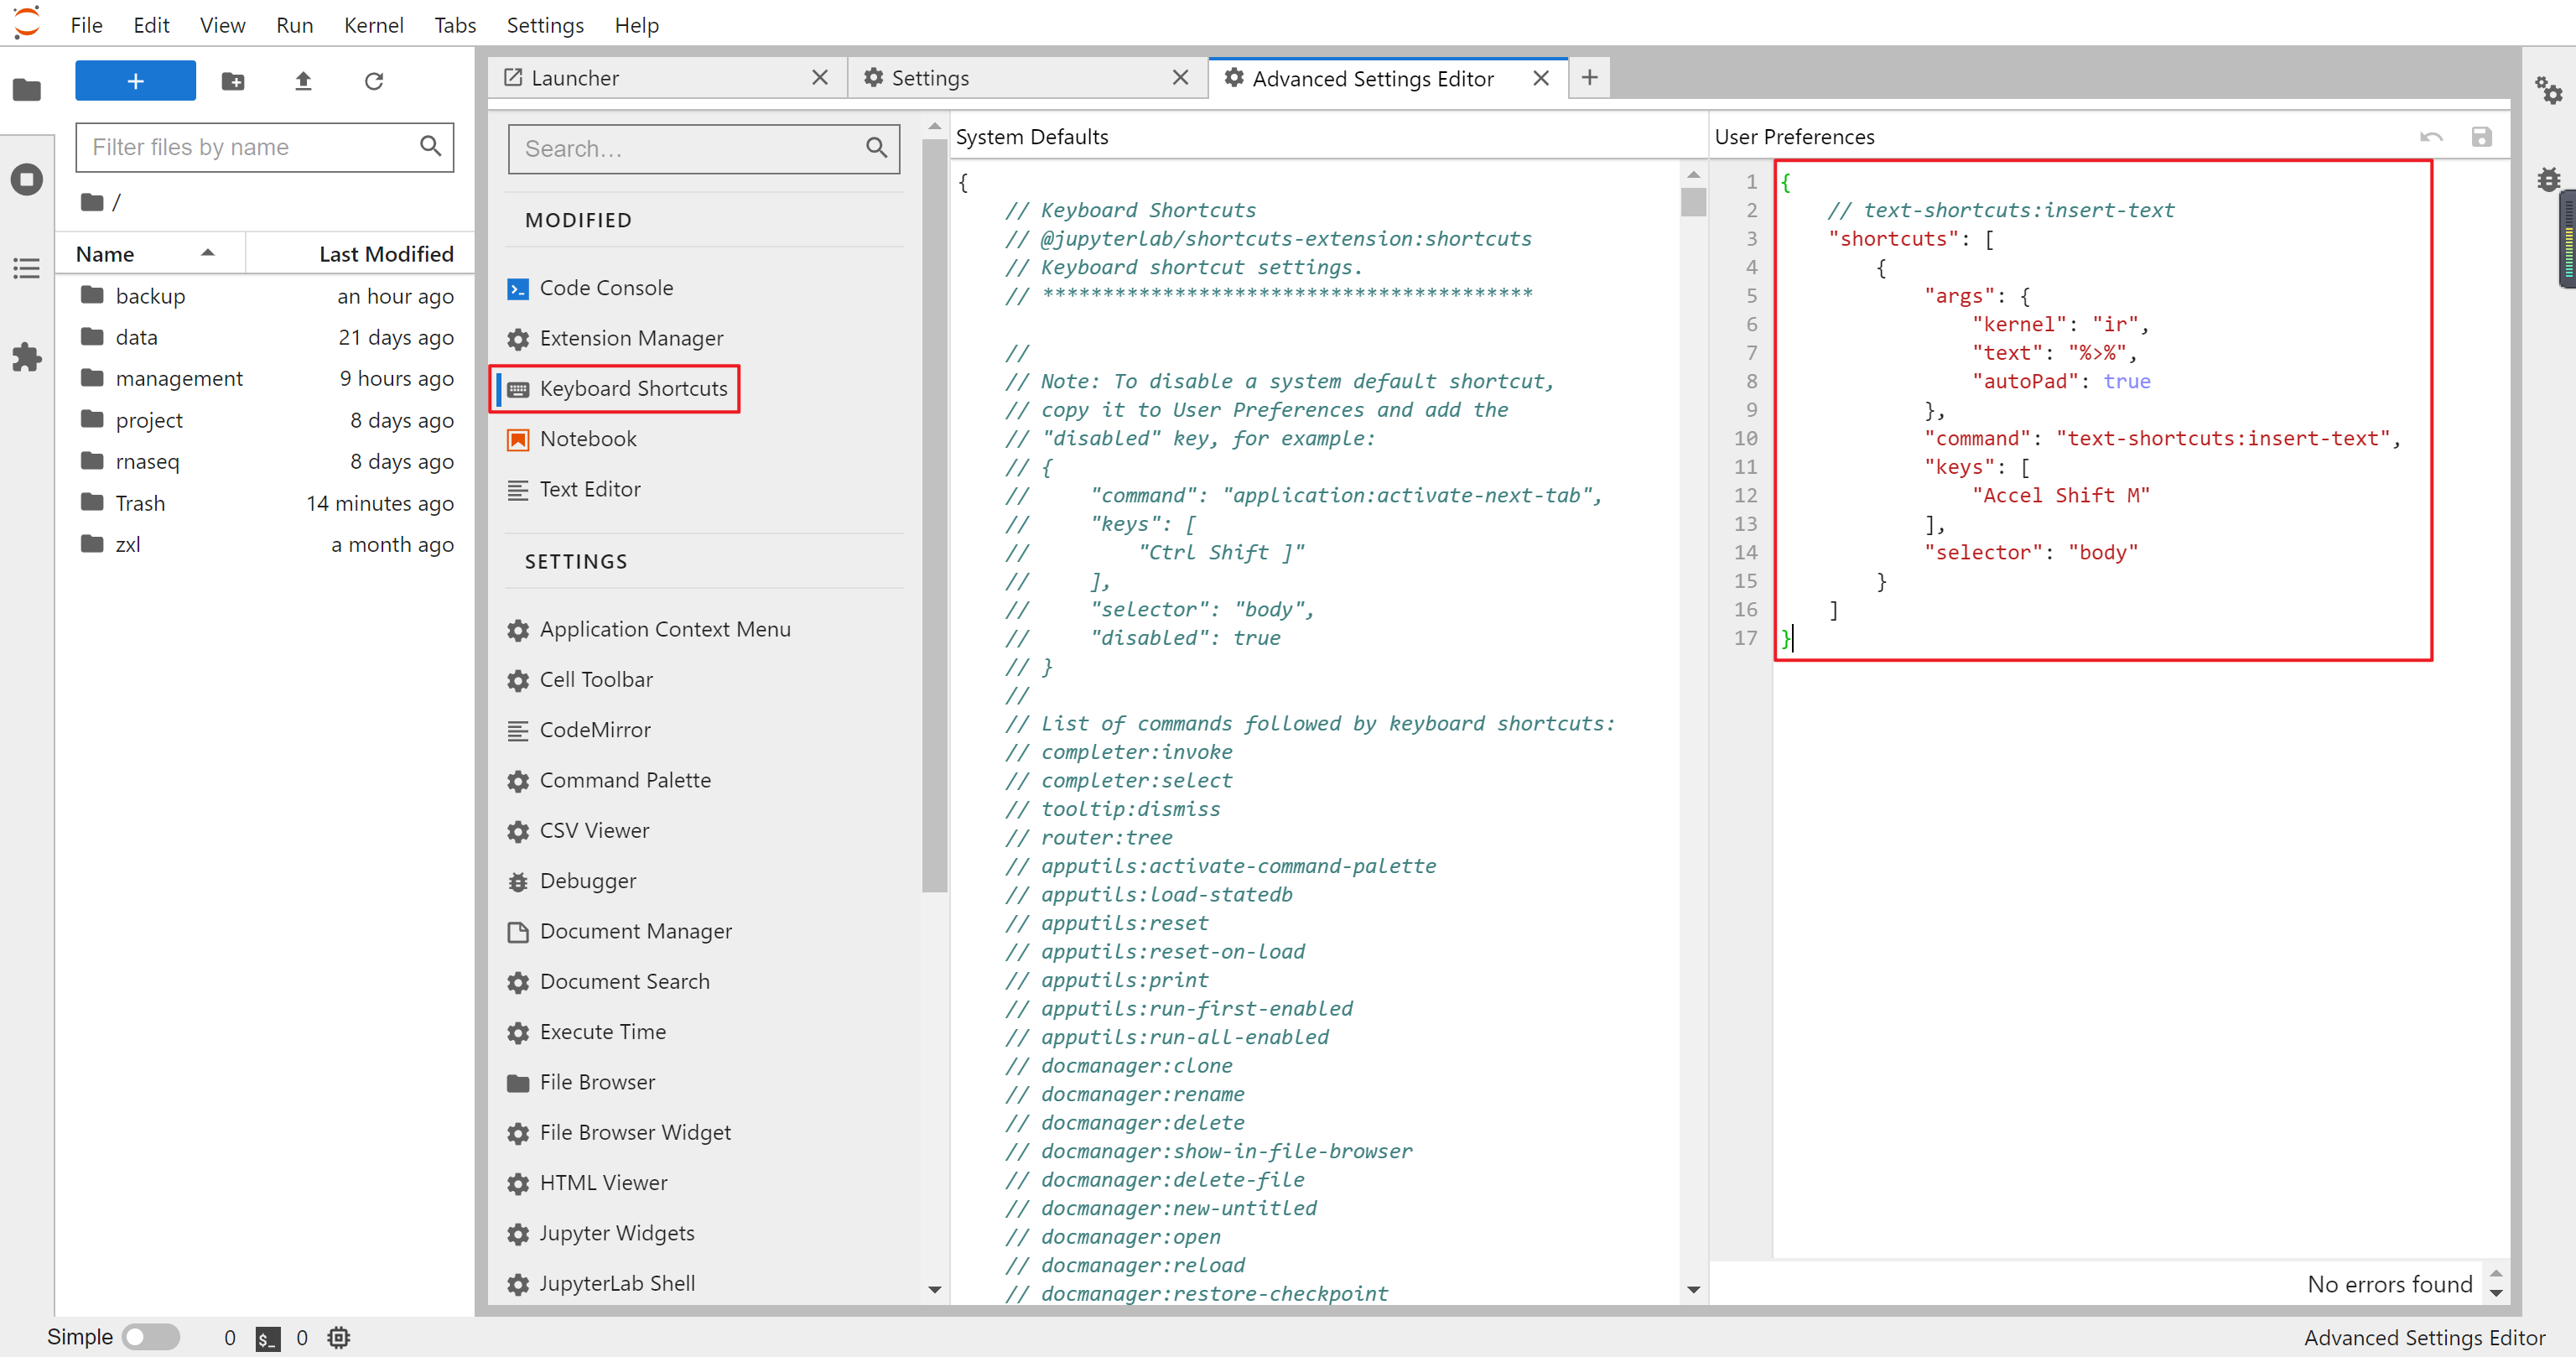 File Edit View Run Kernel Tabs Settings Help
+
Filter files by name
/
Name Last Modified
backup an hour ago
data 21 days ago
management 9 hours ago
project 8 days ago
rnaseq 8 days ago
Trash 14 minutes ago
zxl a month ago
Launcher Settings Advanced Settings Editor
Search…
MODIFIED
Code Console
Extension Manager
Keyboard Shortcuts
Notebook
Text Editor
SETTINGS
Application Context Menu
Cell Toolbar
CodeMirror
Command Palette
CSV Viewer
Debugger
Document Manager
Document Search
Execute Time
File Browser
File Browser Widget
HTML Viewer
Jupyter Widgets
JupyterLab Shell
System Defaults
{
// Keyboard Shortcuts
// @jupyterlab/shortcuts-extension:shortcuts
// Keyboard shortcut settings.
// *****************************************
//
// Note: To disable a system default shortcut,
// copy it to User Preferences and add the
// "disabled" key, for example:
// {
//     "command": "application:activate-next-tab",
//     "keys": [
//         "Ctrl Shift ]"
//     ],
//     "selector": "body",
//     "disabled": true
// }
//
// List of commands followed by keyboard shortcuts:
// completer:invoke
// completer:select
// tooltip:dismiss
// router:tree
// apputils:activate-command-palette
// apputils:load-statedb
// apputils:reset
// apputils:reset-on-load
// apputils:print
// apputils:run-first-enabled
// apputils:run-all-enabled
// docmanager:clone
// docmanager:rename
// docmanager:delete
// docmanager:show-in-file-browser
// docmanager:delete-file
// docmanager:new-untitled
// docmanager:open
// docmanager:reload
// docmanager:restore-checkpoint
User Preferences
1 {
2     // text-shortcuts:insert-text
3     "shortcuts": [
4         {
5             "args": {
6                 "kernel": "ir",
7                 "text": "%>%",
8                 "autoPad": true
9             },
10             "command": "text-shortcuts:insert-text",
11             "keys": [
12                 "Accel Shift M"
13             ],
14             "selector": "body"
15         }
16     ]
17 }
No errors found
Simple 0 $_ 0 Advanced Settings Editor